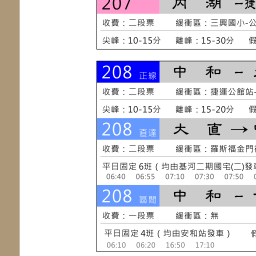 207 內 湖 -
收費：二段票 緩衝區：三興國小-
尖峰：10-15分 離峰：15-30分
208 正線 中 和 -
收費：二段票 緩衝區：捷運公館站-
尖峰：10-15分 離峰：15-20分 假
208 直達 大 直 → 中
收費：二段票 緩衝區：羅斯福金門
平日固定 6班（均由基河二期國宅(二)發車
06:40 06:55 07:10 07:30 07:50
208 區間 中 和 -
收費：一段票 緩衝區：無
平日固定 4班（均由安和站發車）
06:10 06:20 16:50 17:10